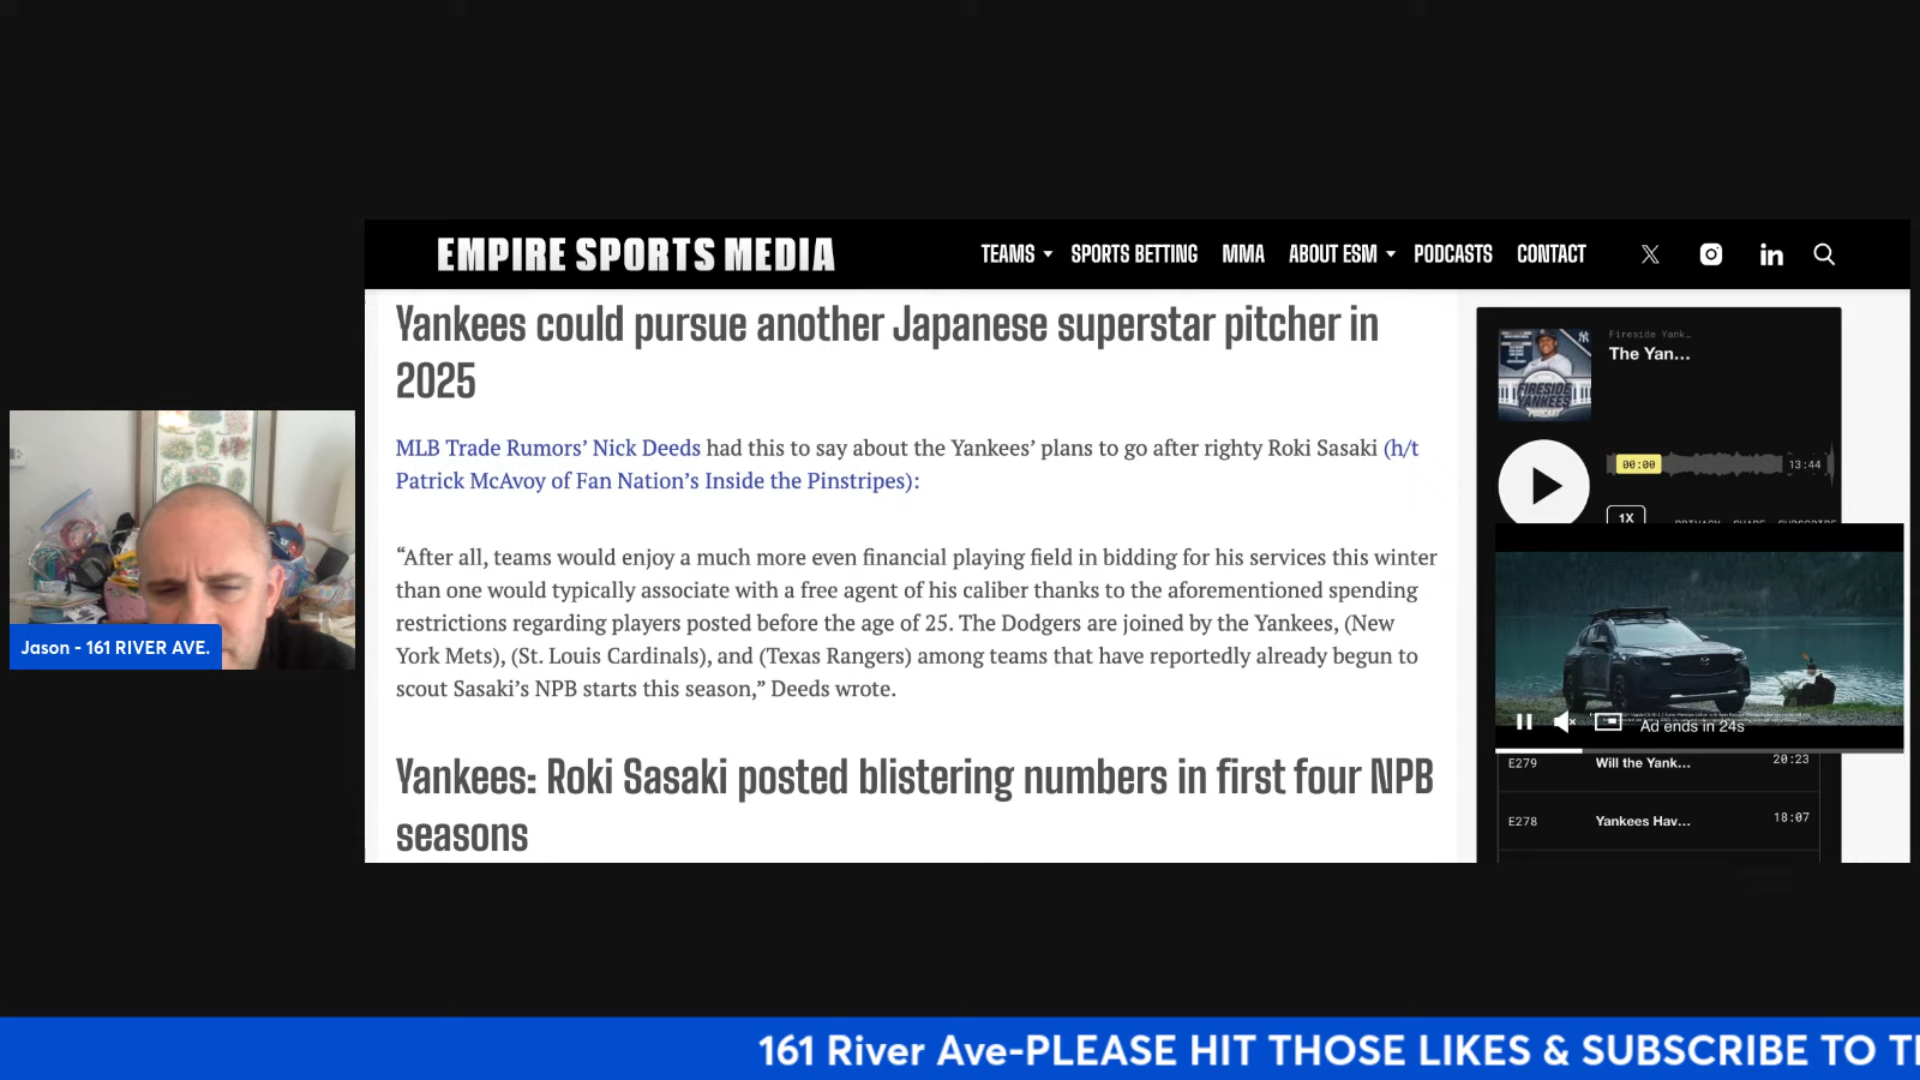 EMPIRE SPORTS MEDIA
TEAMS
SPORTS BETTING
MMA
ABOUT ESM
PODCASTS
CONTACT
Yankees could pursue another Japanese superstar pitcher in
2025
MLB Trade Rumors’ Nick Deeds had this to say about the Yankees’ plans to go after righty Roki Sasaki (h/t
Patrick McAvoy of Fan Nation’s Inside the Pinstripes):
“After all, teams would enjoy a much more even financial playing field in bidding for his services this winter
than one would typically associate with a free agent of his caliber thanks to the aforementioned spending
restrictions regarding players posted before the age of 25. The Dodgers are joined by the Yankees, (New
York Mets), (St. Louis Cardinals), and (Texas Rangers) among teams that have reportedly already begun to
scout Sasaki’s NPB starts this season,” Deeds wrote.
Yankees: Roki Sasaki posted blistering numbers in first four NPB
seasons
Fireside Yank…
The Yan…
FIRESIDE
YANKEES
PODCAST
00:00
13:44
1X
Ad ends in 24s
E279
Will the Yank…
20:23
E278
Yankees Hav…
18:07
Jason - 161 RIVER AVE.
161 River Ave-PLEASE HIT THOSE LIKES & SUBSCRIBE TO